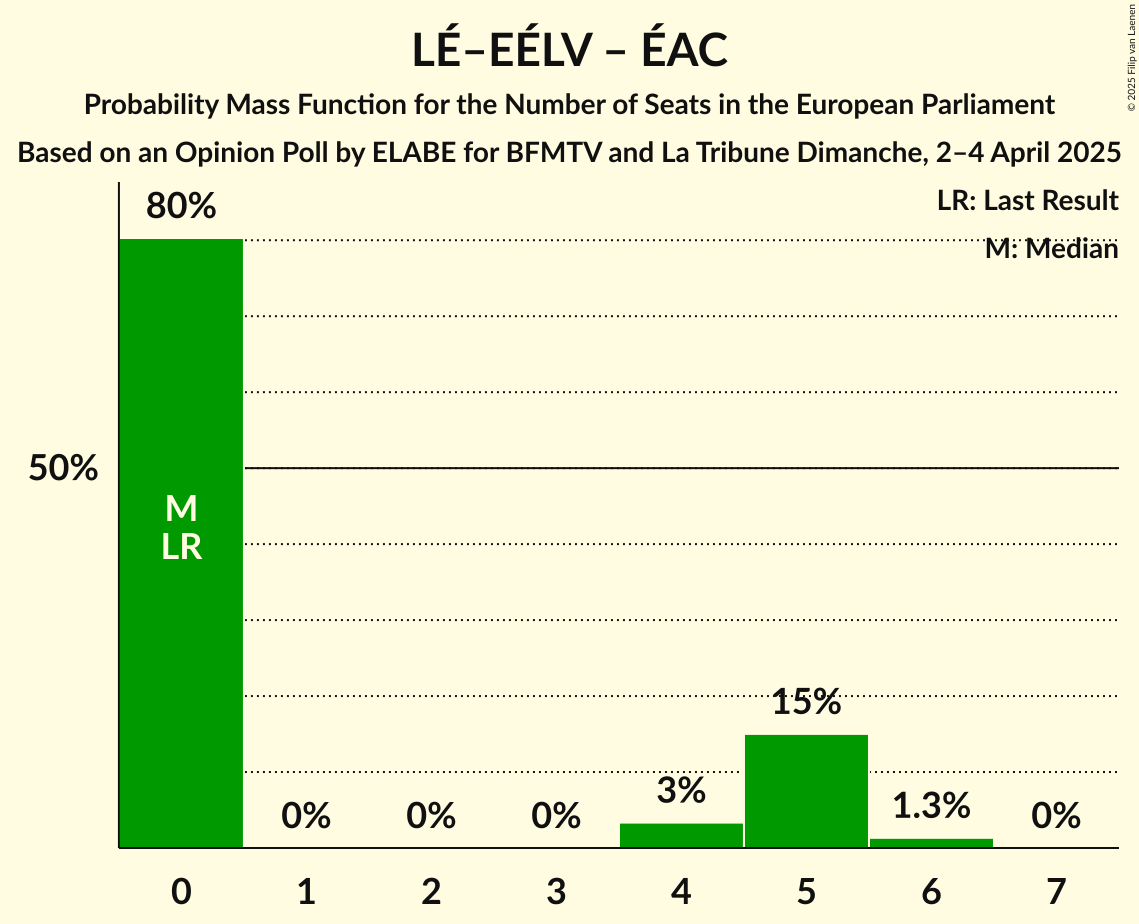 LÉ–EÉLV – ÉAC
Probability Mass Function for the Number of Seats in the European Parliament
Based on an Opinion Poll by ELABE for BFMTV and La Tribune Dimanche, 2–4 April 2025
© 2025 Filip van Laenen
LR: Last Result
M: Median
80%
50%
M
LR
15%
3%
1.3%
0%
0%
0%
0%
0 1 2 3 4 5 6 7